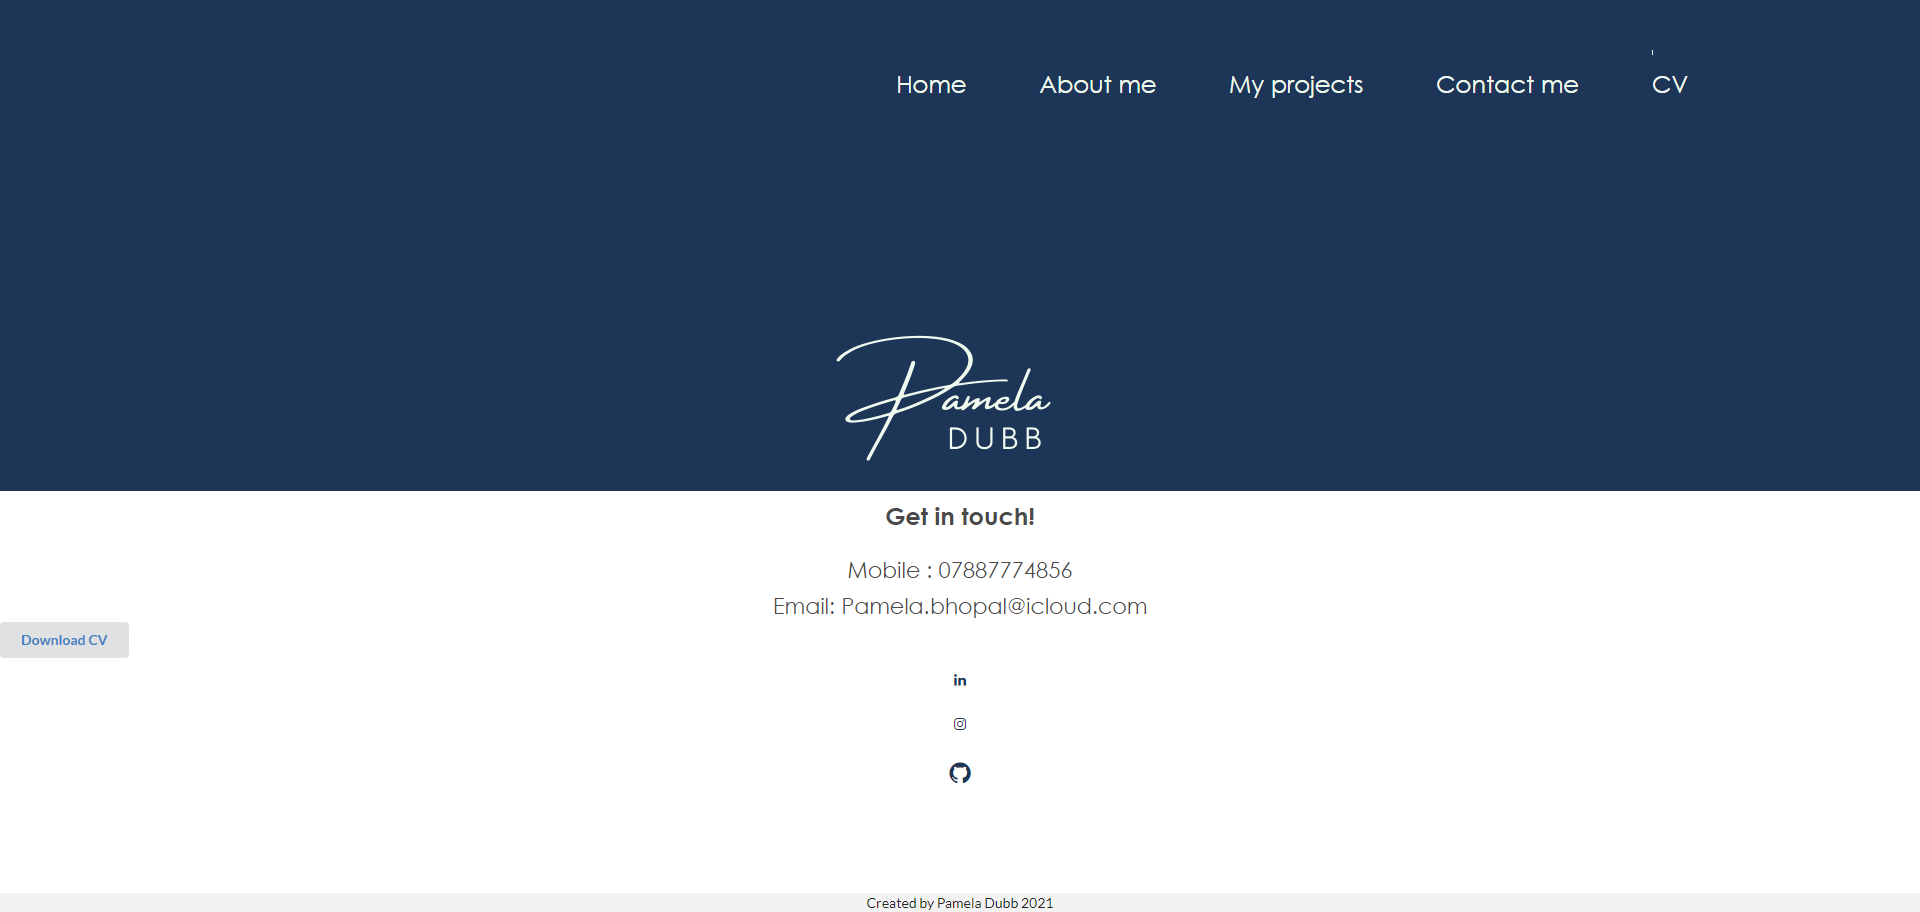 Home About me My projects Contact me CV
Pamela
DUBB
Get in touch!
Mobile : 07887774856
Email: Pamela.bhopal@icloud.com
Download CV
in
Created by Pamela Dubb 2021